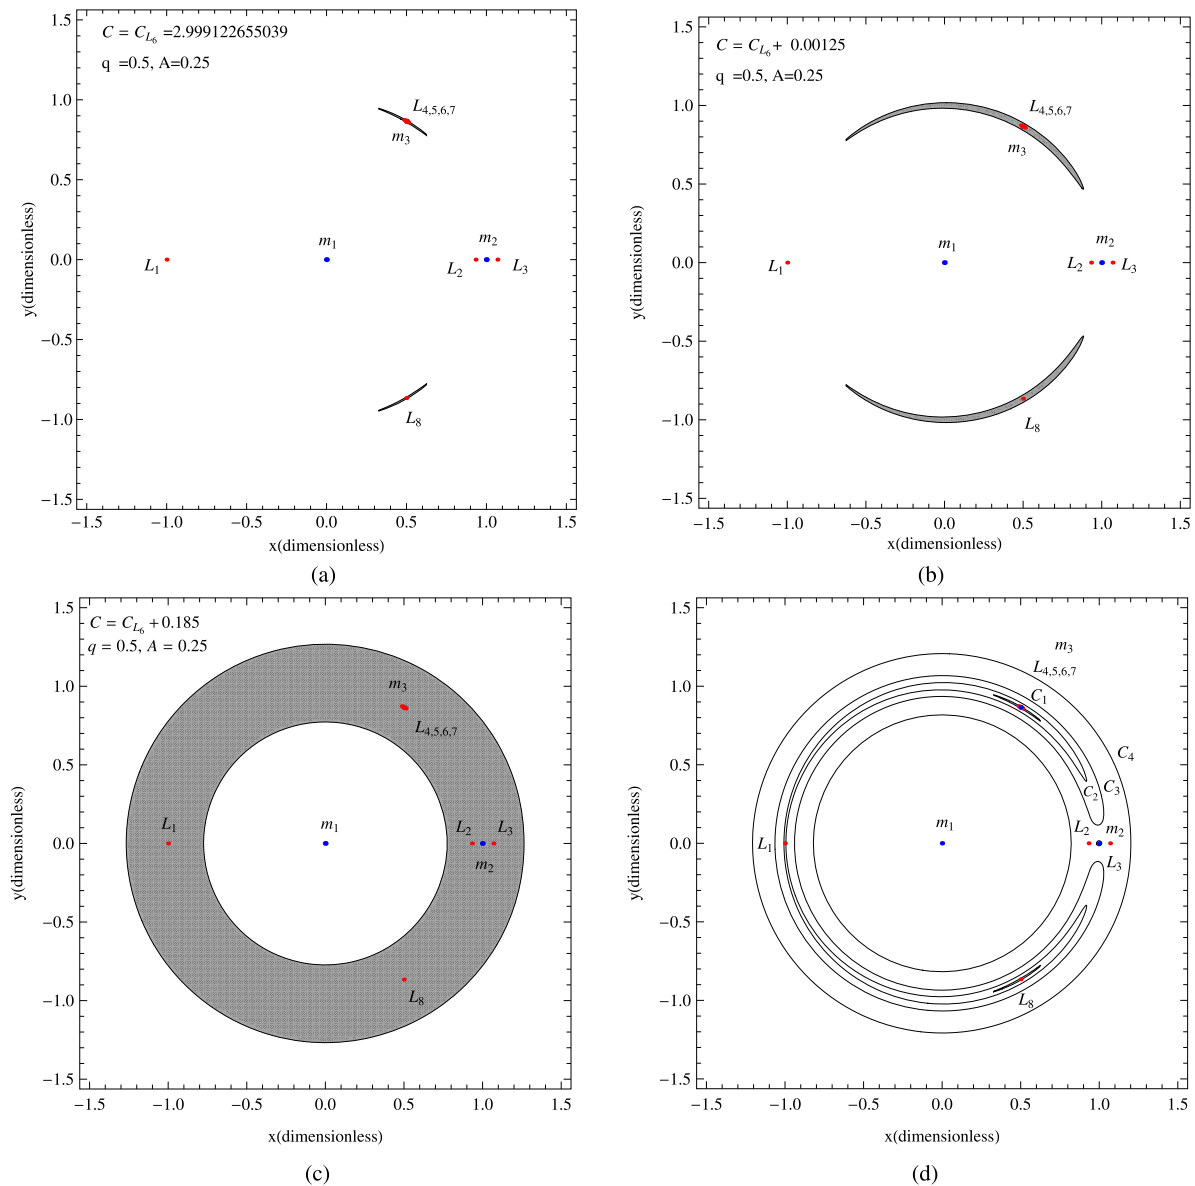 C = C_{L_6} =2.999122655039
q =0.5, A=0.25
1.5
1.0
0.5
0.0
−0.5
−1.0
−1.5
y(dimensionless)
L_{4,5,6,7}
m_3
m_1
m_2
L_1
L_2
L_3
L_8
−1.5 −1.0 −0.5 0.0 0.5 1.0 1.5
x(dimensionless)
(a)
C = C_{L_6}+ 0.00125
q =0.5, A=0.25
1.5
1.0
0.5
0.0
−0.5
−1.0
−1.5
y(dimensionless)
L_{4,5,6,7}
m_3
m_1
m_2
L_1
L_2
L_3
L_8
−1.5 −1.0 −0.5 0.0 0.5 1.0 1.5
x(dimensionless)
(b)
C = C_{L_6} +0.185
q = 0.5, A = 0.25
1.5
1.0
0.5
0.0
−0.5
−1.0
−1.5
y(dimensionless)
m_3
L_{4,5,6,7}
L_1
m_1
L_2
L_3
m_2
L_8
−1.5 −1.0 −0.5 0.0 0.5 1.0 1.5
x(dimensionless)
(c)
1.5
1.0
0.5
0.0
−0.5
−1.0
−1.5
y(dimensionless)
m_3
L_{4,5,6,7}
C_1
C_4
C_3
C_2
m_1
L_2
m_2
L_1
L_3
L_8
−1.5 −1.0 −0.5 0.0 0.5 1.0 1.5
x(dimensionless)
(d)